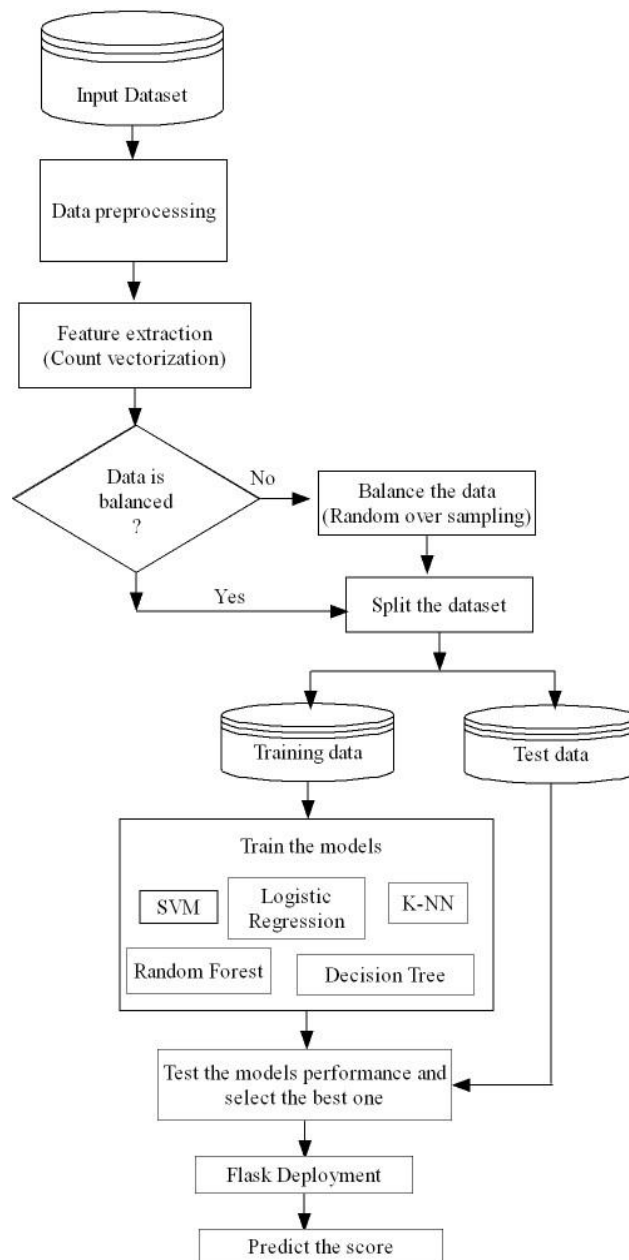 Input Dataset
Data preprocessing
Feature extraction
(Count vectorization)
Data is
balanced
?
No
Balance the data
(Random over sampling)
Yes
Split the dataset
Training data
Test data
Train the models
SVM
Logistic
Regression
K-NN
Random Forest
Decision Tree
Test the models performance and
select the best one
Flask Deployment
Predict the score